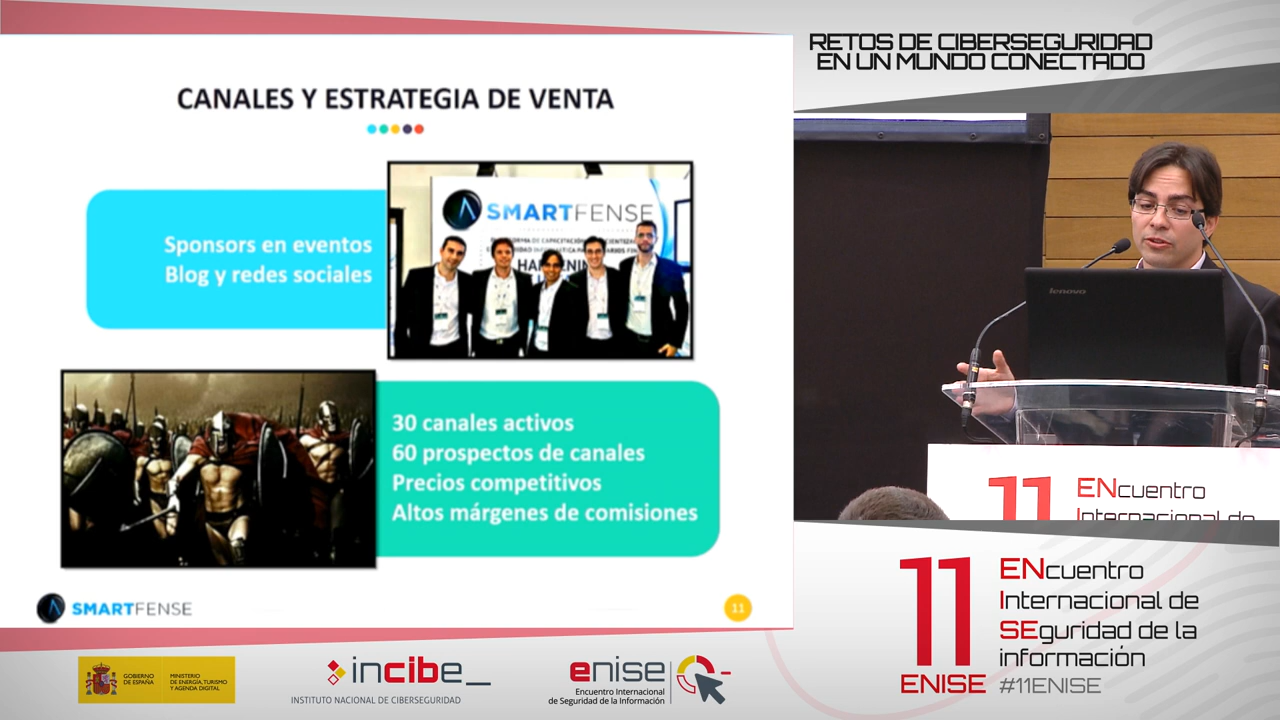 RETOS DE CIBERSEGURIDAD
EN UN MUNDO CONECTADO
CANALES Y ESTRATEGIA DE VENTA
Sponsors en eventos
Blog y redes sociales
SMARTFENSE
30 canales activos
60 prospectos de canales
Precios competitivos
Altos márgenes de comisiones
SMARTFENSE
11
lenovo
11
ENcuentro
Internacional de
11
ENISE
ENcuentro
Internacional de
SEguridad de la
información
#11ENISE
GOBIERNO
DE ESPAÑA
MINISTERIO
DE ENERGÍA, TURISMO
Y AGENDA DIGITAL
incibe_
INSTITUTO NACIONAL DE CIBERSEGURIDAD
enise
Encuentro Internacional
de Seguridad de la Información